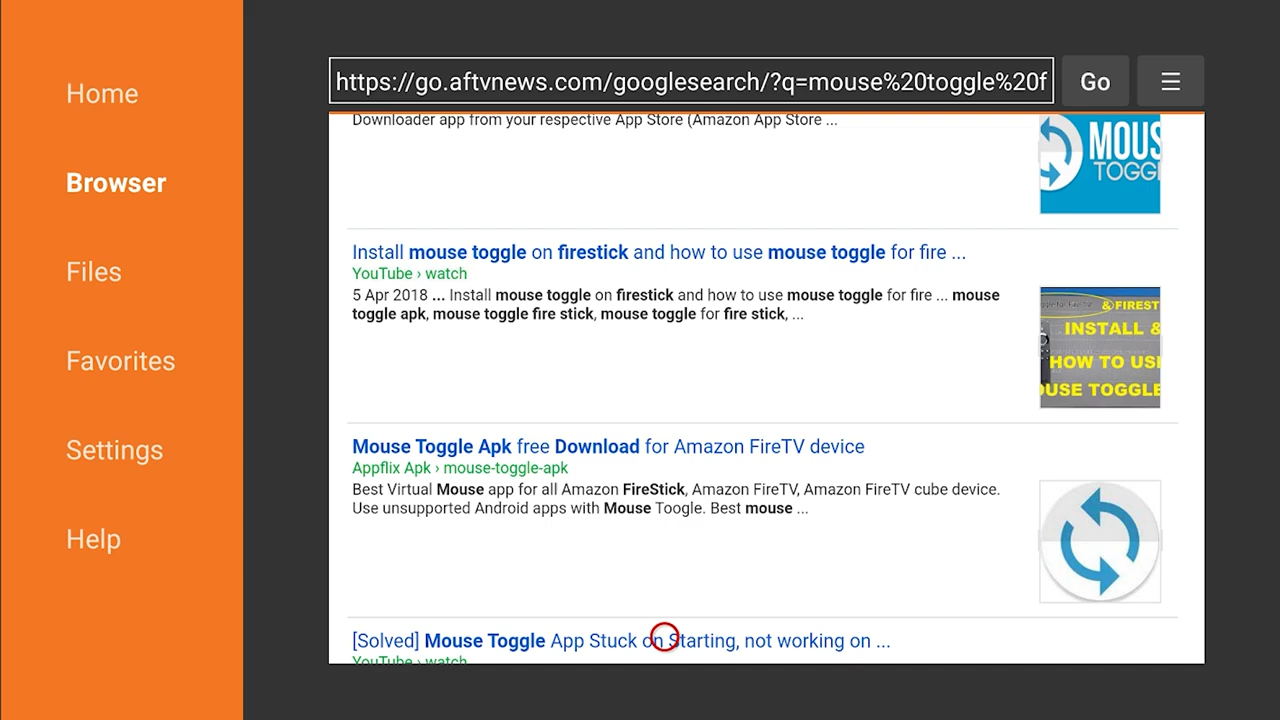 Home
Browser
Files
Favorites
Settings
Help
https://go.aftvnews.com/googlesearch/?q=mouse%20toggle%20f
Go
Downloader app from your respective App Store (Amazon App Store ...
MOUS
TOGGL
Install mouse toggle on firestick and how to use mouse toggle for fire ...
YouTube › watch
5 Apr 2018 ... Install mouse toggle on firestick and how to use mouse toggle for fire ... mouse
toggle apk, mouse toggle fire stick, mouse toggle for fire stick, ...
& FIREST
INSTALL &
HOW TO USE
OUSE TOGGLE
Mouse Toggle Apk free Download for Amazon FireTV device
Appflix Apk › mouse-toggle-apk
Best Virtual Mouse app for all Amazon FireStick, Amazon FireTV, Amazon FireTV cube device.
Use unsupported Android apps with Mouse Toogle. Best mouse ...
[Solved] Mouse Toggle App Stuck on Starting, not working on ...
YouTube › watch